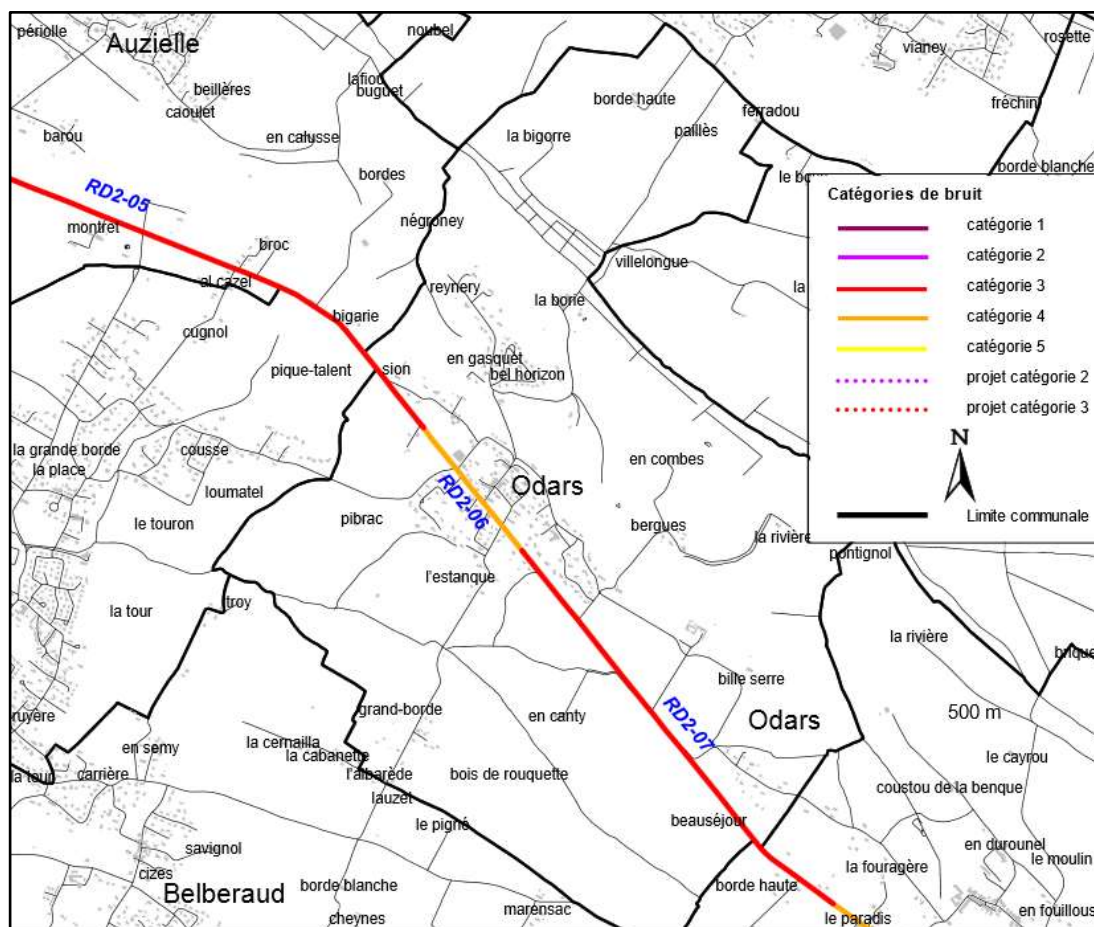 périolle
Auzielle
noubel
vianey
rosette
lafiou
buguet
beillères
caoulet
borde haute
ferradou
fréchin
barou
en calusse
la bigorre
paillès
bordes
borde blanche
RD2-05
Catégories de bruit
catégorie 1
catégorie 2
catégorie 3
catégorie 4
catégorie 5
projet catégorie 2
projet catégorie 3
N
Limite communale
montret
négroney
broc
villelongue
al cazel
reynery
la borie
la
bigarie
cugnol
en gasquet
bel horizon
pique-talent
sion
la grande borde
la place
cousse
en combes
loumatel
Odars
RD2-06
le touron
pibrac
bergues
la rivière
pontignol
l'estanque
la tour
troy
la rivière
brique
bille serre
grand-borde
en canty
Odars
500 m
RD2-07
ruyère
en semy
la cernailla
la cabanette
le cayrou
la tour
carrière
l'albarède
bois de rouquette
coustou de la benque
lauzet
le pigné
beauséjour
savignol
en durounel
le moulin
cizes
la fouragère
Belberaud
borde blanche
borde haute
cheynes
marensac
le paradis
en fouillous